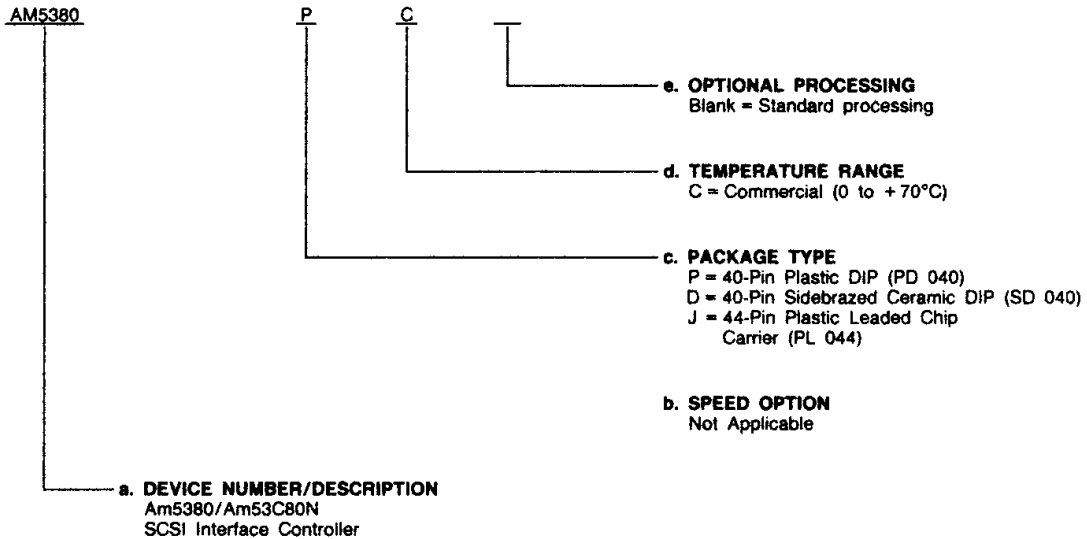 AM5380 P C
e. OPTIONAL PROCESSING
Blank = Standard processing
d. TEMPERATURE RANGE
C = Commercial (0 to +70°C)
c. PACKAGE TYPE
P = 40-Pin Plastic DIP (PD 040)
D = 40-Pin Sidebrazed Ceramic DIP (SD 040)
J = 44-Pin Plastic Leaded Chip
Carrier (PL 044)
b. SPEED OPTION
Not Applicable
a. DEVICE NUMBER/DESCRIPTION
Am5380/Am53C80N
SCSI Interface Controller